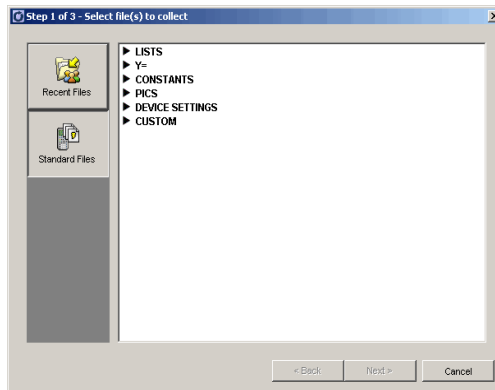 Step 1 of 3 - Select file(s) to collect
Recent Files
Standard Files
LISTS
Y=
CONSTANTS
PICS
DEVICE SETTINGS
CUSTOM
< Back
Next >
Cancel